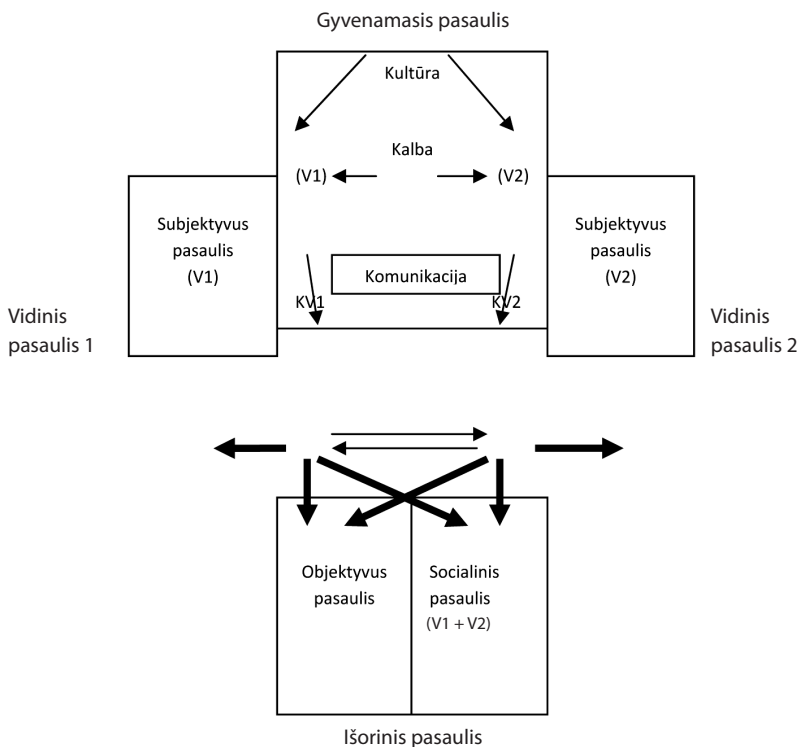 Gyvenamasis pasaulis
Kultūra
Kalba
(V1)
(V2)
Subjektyvus
pasaulis
(V1)
Subjektyvus
pasaulis
(V2)
Komunikacija
KV1
KV2
Vidinis
pasaulis 1
Vidinis
pasaulis 2
Objektyvus
pasaulis
Socialinis
pasaulis
(V1 + V2)
Išorinis pasaulis